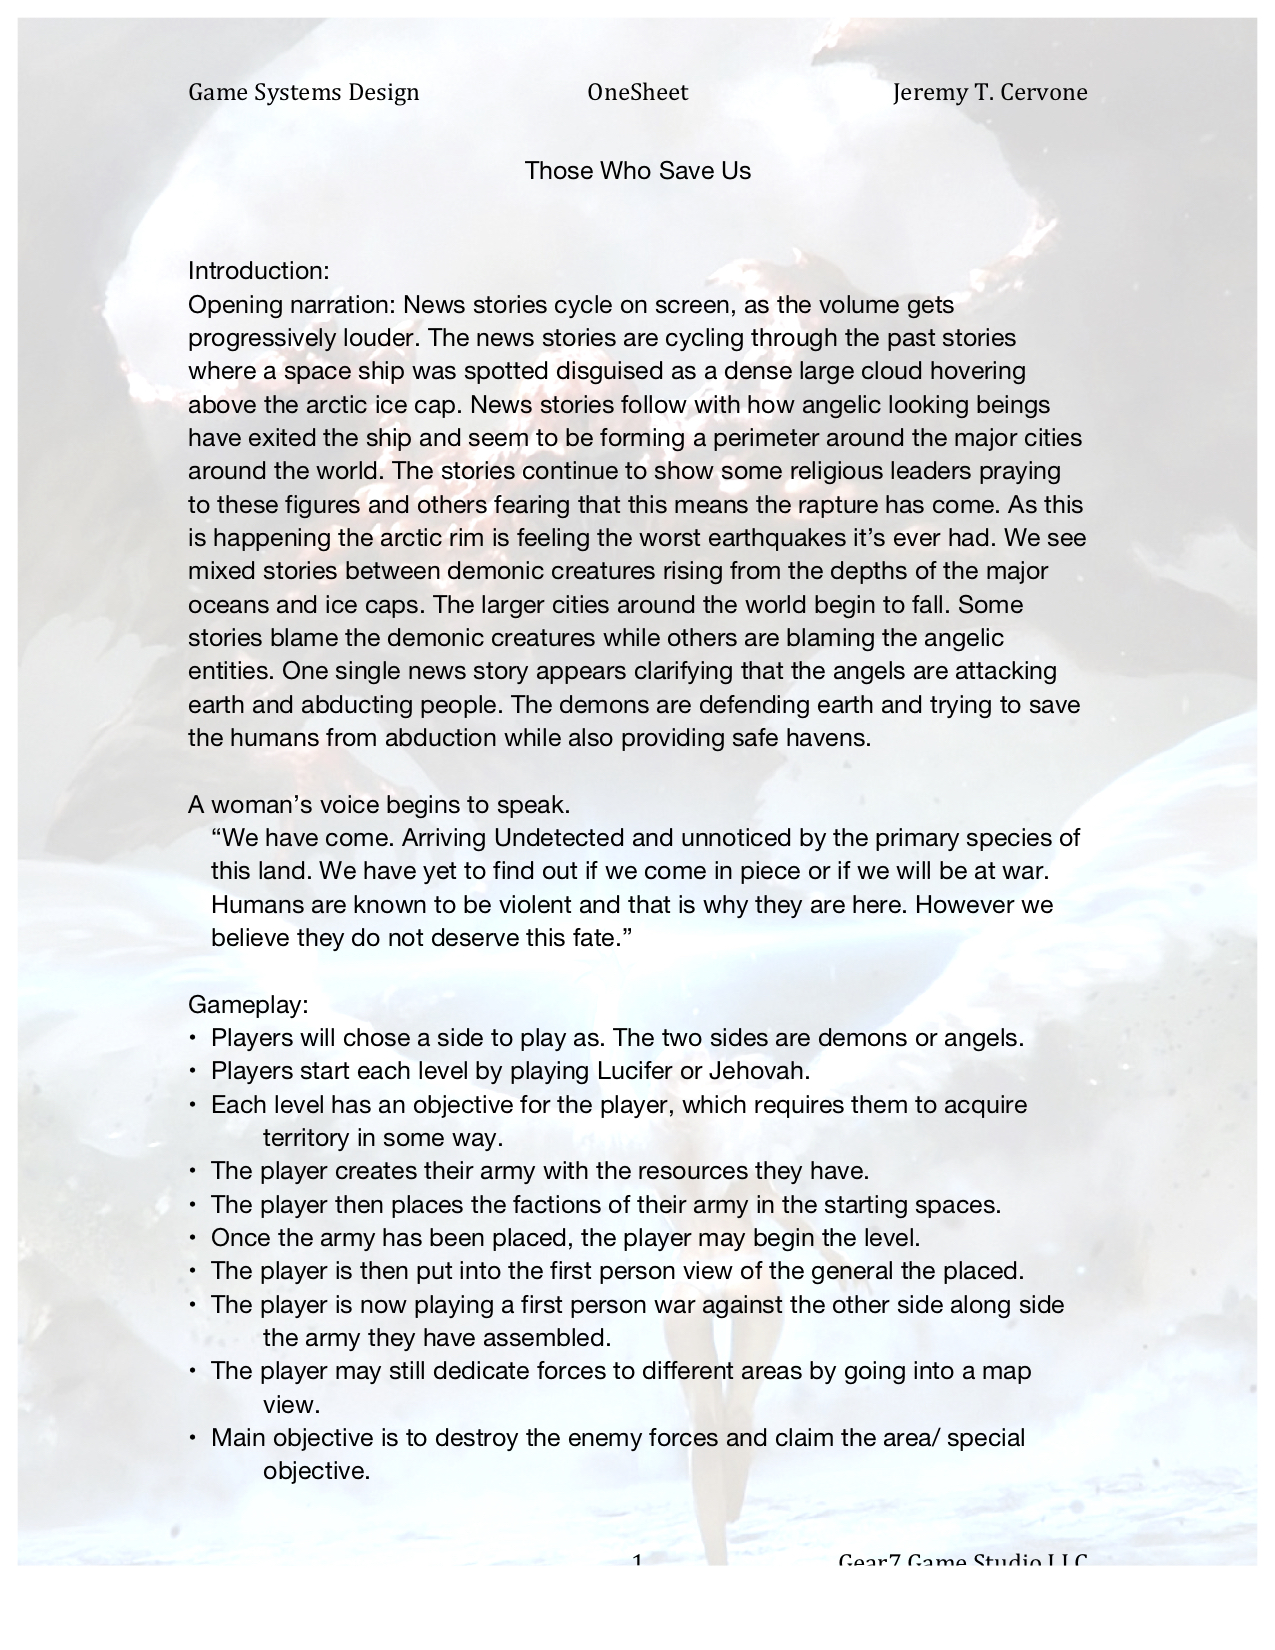 Game Systems Design OneSheet Jeremy T. Cervone
Those Who Save Us
Introduction:
Opening narration: News stories cycle on screen, as the volume gets
progressively louder. The news stories are cycling through the past stories
where a space ship was spotted disguised as a dense large cloud hovering
above the arctic ice cap. News stories follow with how angelic looking beings
have exited the ship and seem to be forming a perimeter around the major cities
around the world. The stories continue to show some religious leaders praying
to these figures and others fearing that this means the rapture has come. As this
is happening the arctic rim is feeling the worst earthquakes it’s ever had. We see
mixed stories between demonic creatures rising from the depths of the major
oceans and ice caps. The larger cities around the world begin to fall. Some
stories blame the demonic creatures while others are blaming the angelic
entities. One single news story appears clarifying that the angels are attacking
earth and abducting people. The demons are defending earth and trying to save
the humans from abduction while also providing safe havens.
A woman’s voice begins to speak.
“We have come. Arriving Undetected and unnoticed by the primary species of
this land. We have yet to find out if we come in piece or if we will be at war.
Humans are known to be violent and that is why they are here. However we
believe they do not deserve this fate.”
Gameplay:
• Players will chose a side to play as. The two sides are demons or angels.
• Players start each level by playing Lucifer or Jehovah.
• Each level has an objective for the player, which requires them to acquire
territory in some way.
• The player creates their army with the resources they have.
• The player then places the factions of their army in the starting spaces.
• Once the army has been placed, the player may begin the level.
• The player is then put into the first person view of the general the placed.
• The player is now playing a first person war against the other side along side
the army they have assembled.
• The player may still dedicate forces to different areas by going into a map
view.
• Main objective is to destroy the enemy forces and claim the area/ special
objective.
1 Gear7 Game Studio LLC